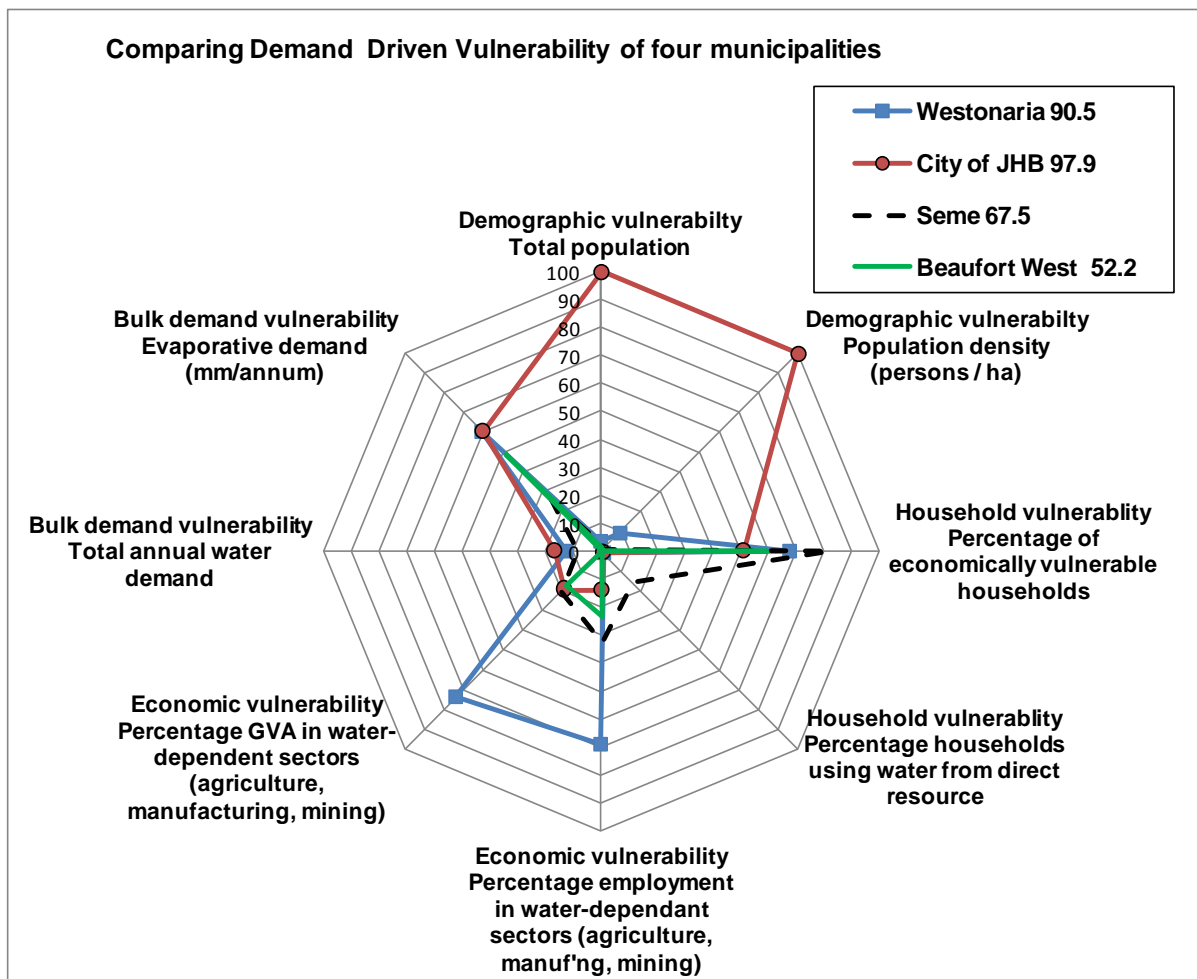 Comparing Demand Driven Vulnerability of four municipalities
Westonaria 90.5
City of JHB 97.9
Seme 67.5
Beaufort West 52.2
Demographic vulnerabilty
Total population
Demographic vulnerabilty
Population density
(persons / ha)
Household vulnerablity
Percentage of
economically vulnerable
households
Household vulnerablity
Percentage households
using water from direct
resource
Economic vulnerability
Percentage employment
in water-dependant
sectors (agriculture,
manuf'ng, mining)
Economic vulnerability
Percentage GVA in water-
dependent sectors
(agriculture,
manufacturing, mining)
Bulk demand vulnerability
Total annual water
demand
Bulk demand vulnerability
Evaporative demand
(mm/annum)
100
90
80
70
60
50
40
30
20
10
0